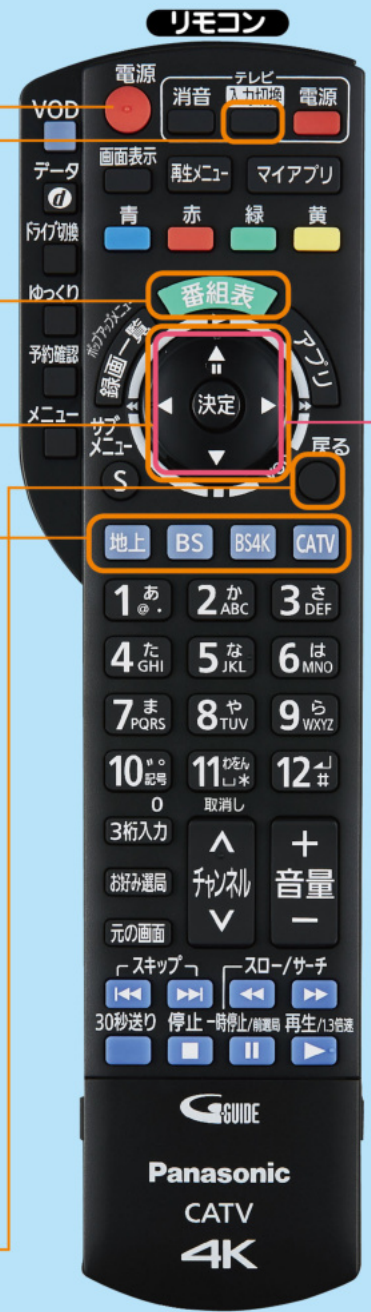 リモコン
電源
テレビ
消音 入力切換 電源
VOD
画面表示 再生メニュー マイアプリ
データ
d
青 赤 緑 黄
ドライブ切換
番組表
ゆっくり
ポップアップメニュー
録画一覧
アプリ
予約確認
決定
メニュー
サブメニュー
S
戻る
地上 BS BS4K CATV
1 あ @. 2 か ABC 3 さ DEF
4 た GHI 5 な JKL 6 は MNO
7 ま PQRS 8 や TUV 9 ら WXYZ
10 ゛゜ 記号 11 わをん ␣* 12 ↲ #
0 取消し
3桁入力
お好み選局 チャンネル + 音量 −
元の画面
スキップ スロー/サーチ
30秒送り 停止 一時停止/前選局 再生/1.3倍速
G-GUIDE
Panasonic
CATV
4K